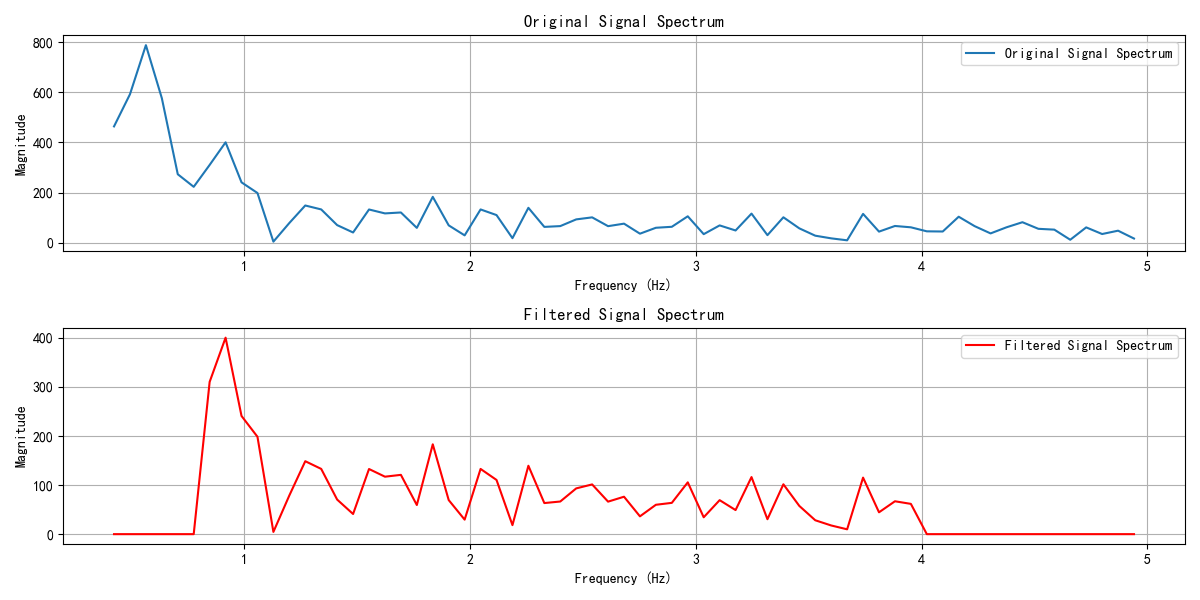 Original Signal Spectrum
Original Signal Spectrum
800
600
400
200
0
Magnitude
1 2 3 4 5
Frequency (Hz)
Filtered Signal Spectrum
Filtered Signal Spectrum
400
300
200
100
0
Magnitude
1 2 3 4 5
Frequency (Hz)